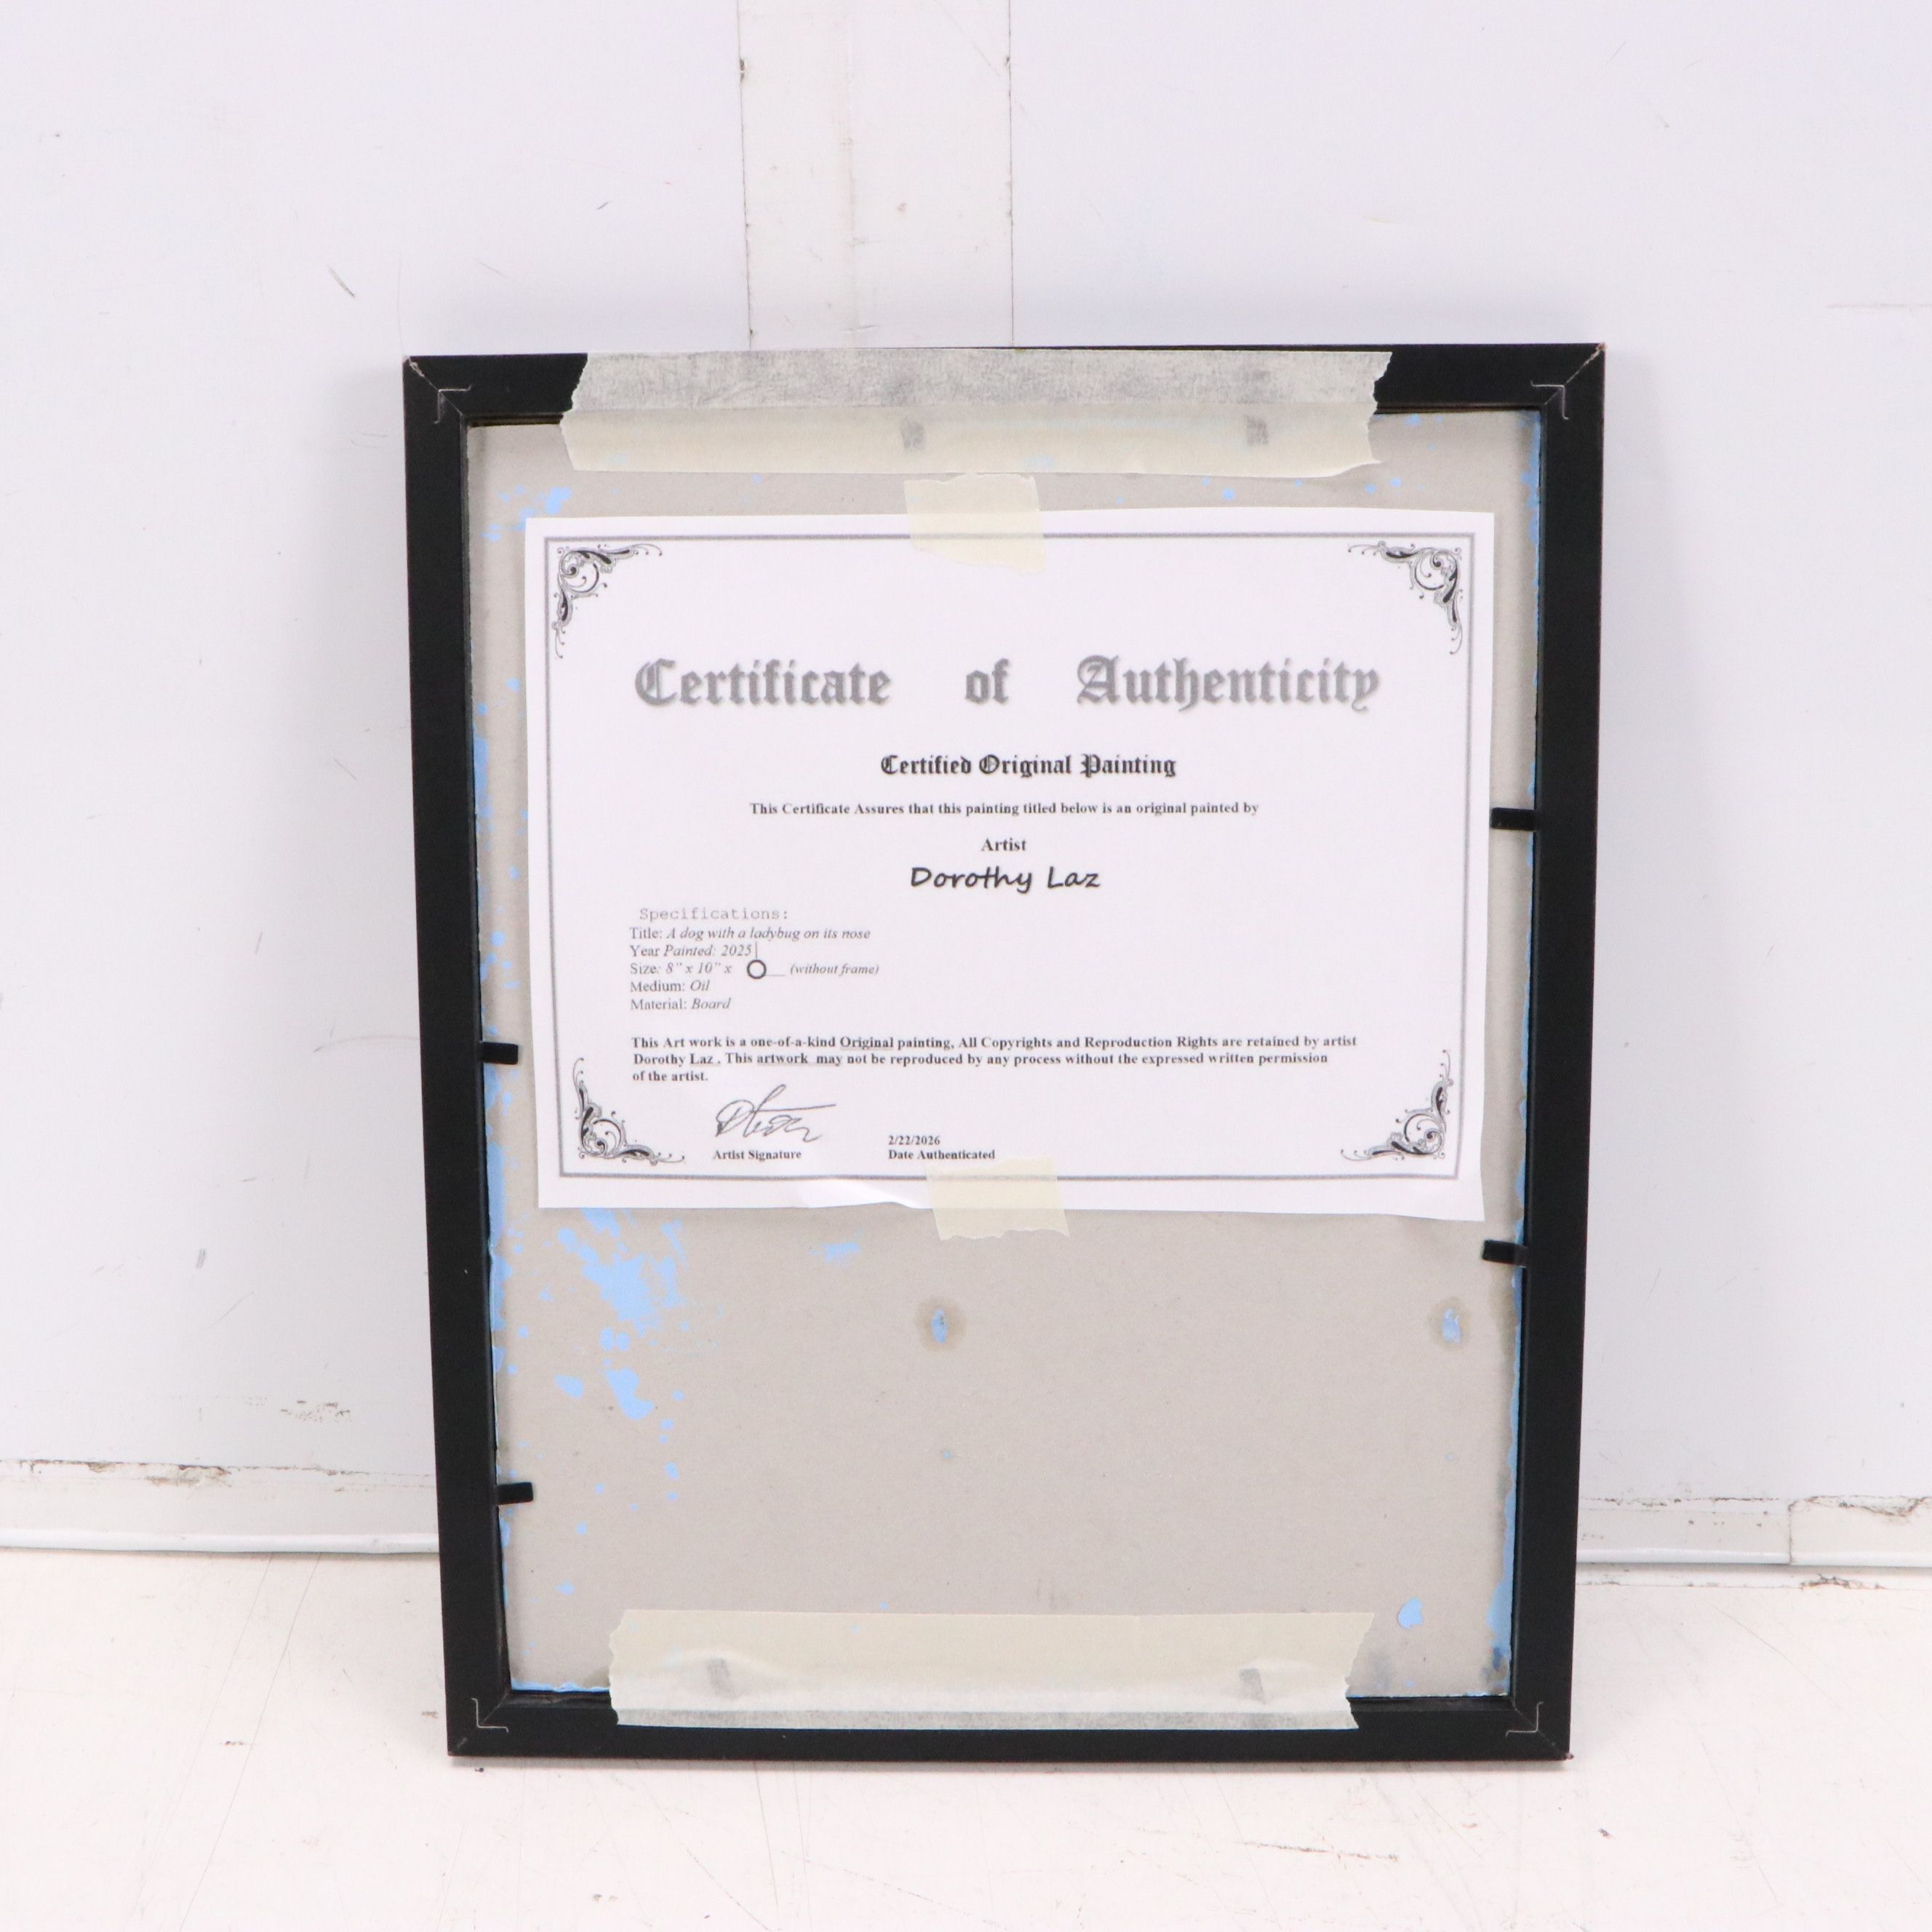 Certificate of Authenticity
Certified Original Painting
This Certificate Assures that this painting titled below is an original painted by
Artist
Dorothy Laz
Specifications:
Title: A dog with a ladybug on its nose
Year Painted: 2025
Size: 8" x 10" x O__ (without frame)
Medium: Oil
Material: Board
This Art work is a one-of-a-kind Original painting, All Copyrights and Reproduction Rights are retained by artist
Dorothy Laz . This artwork may not be reproduced by any process without the expressed written permission
of the artist.
2/22/2026
Artist Signature Date Authenticated